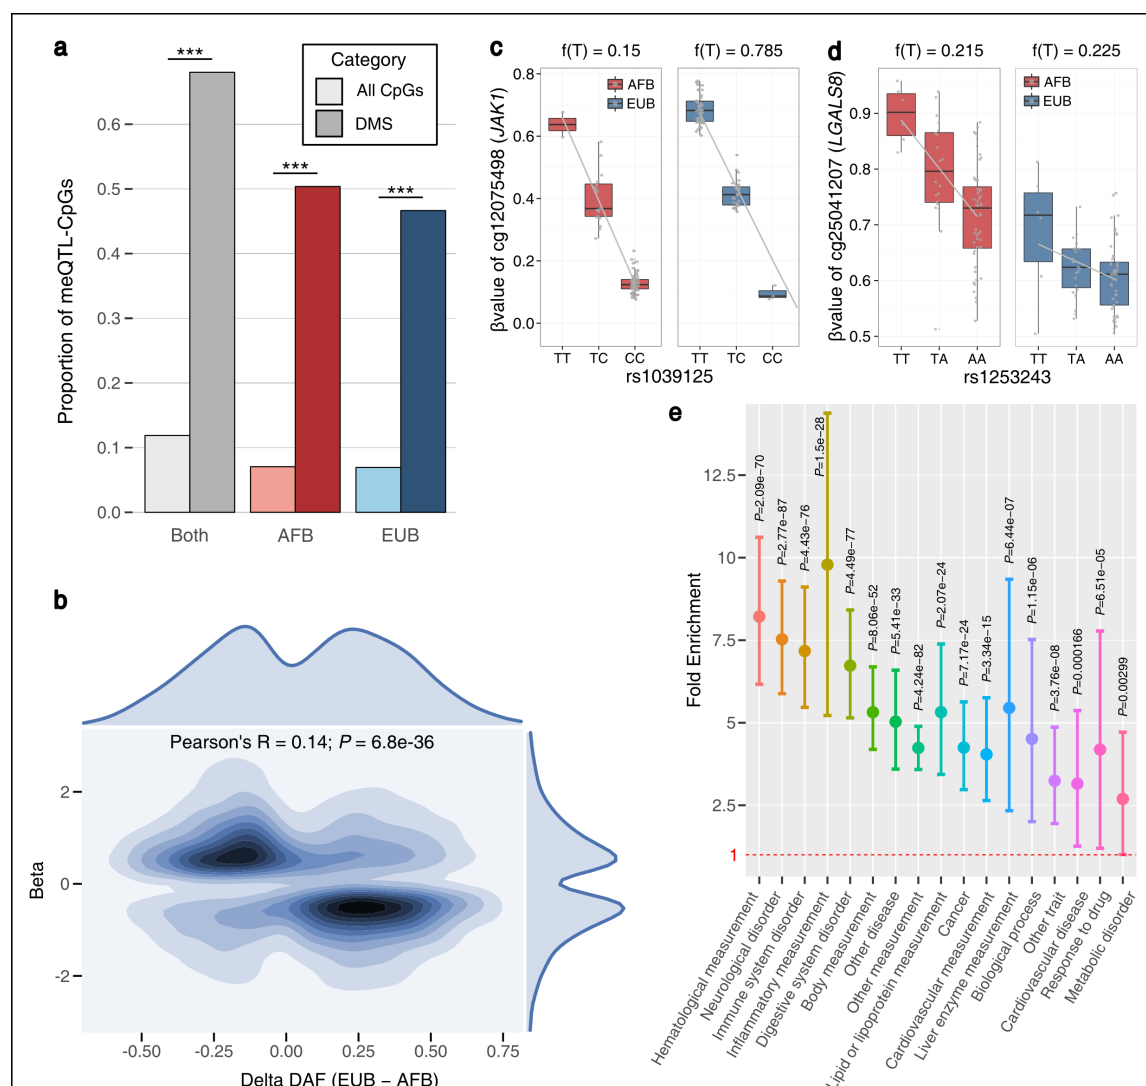 a
***
***
***
Category
All CpGs
DMS
Proportion of meQTL-CpGs
0.6
0.5
0.4
0.3
0.2
0.1
0.0
Both
AFB
EUB
b
Pearson's R = 0.14; P = 6.8e-36
Beta
2
0
-2
-0.50
-0.25
0.00
0.25
0.50
0.75
Delta DAF (EUB − AFB)
c
f(T) = 0.15
f(T) = 0.785
AFB
EUB
βvalue of cg12075498 (JAK1)
0.8
0.6
0.4
0.2
0.0
TT
TC
CC
TT
TC
CC
rs1039125
d
f(T) = 0.215
f(T) = 0.225
AFB
EUB
βvalue of cg25041207 (LGALS8)
0.9
0.8
0.7
0.6
0.5
TT
TA
AA
TT
TA
AA
rs1253243
e
Fold Enrichment
12.5
10
7.5
5
2.5
1
P=2.09e−70
P=2.77e−87
P=4.43e−76
P=1.5e−28
P=4.49e−77
P=8.06e−52
P=5.41e−33
P=4.24e−82
P=2.07e−24
P=7.17e−24
P=3.34e−15
P=6.44e−07
P=1.15e−06
P=3.76e−08
P=0.000166
P=6.51e−05
P=0.00299
Hematological measurement
Neurological disorder
Immune system disorder
Inflammatory measurement
Digestive system disorder
Body measurement
Other disease
Other measurement
Lipid or lipoprotein measurement
Cancer
Cardiovascular measurement
Liver enzyme measurement
Biological process
Other trait
Cardiovascular disease
Response to drug
Metabolic disorder